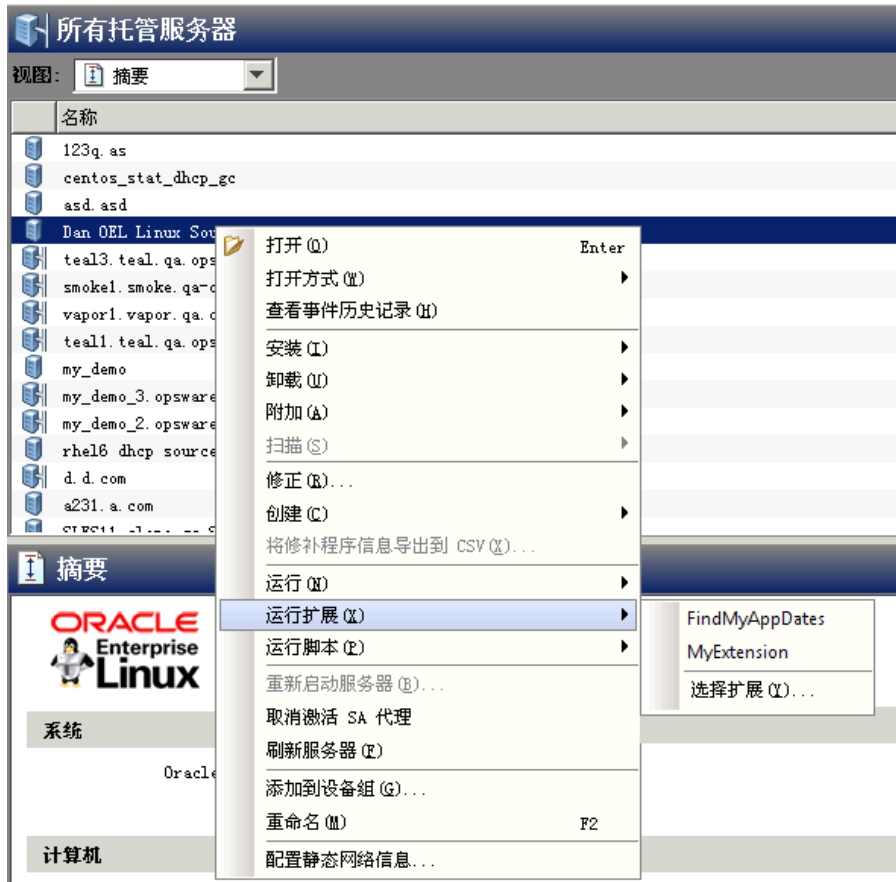 所有托管服务器
视图: 摘要
名称
123q.as
centos_stat_dhcp_gc
asd.asd
Dan OEL Linux Sou
teal3.teal.qa.ops
smoke1.smoke.qa-c
vapor1.vapor.qa.c
teal1.teal.qa.ops
my_demo
my_demo_3.opsware
my_demo_2.opsware
rhel6 dhcp source
d.d.com
a231.a.com
打开(O) Enter
打开方式(W)
查看事件历史记录(H)
安装(I)
卸载(U)
附加(A)
扫描(S)
修正(R)...
创建(C)
将修补程序信息导出到 CSV(X)...
运行(N)
运行扩展(X)
运行脚本(P)
重新启动服务器(B)...
取消激活 SA 代理
刷新服务器(F)
添加到设备组(G)...
重命名(M) F2
配置静态网络信息...
FindMyAppDates
MyExtension
选择扩展(Y)...
摘要
ORACLE
Enterprise
Linux
系统
Oracle
计算机